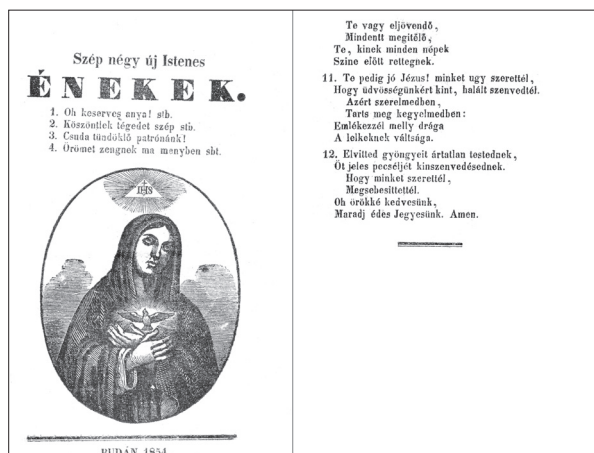 Szép négy új Istenes
ÉNEKEK.
1. Oh keserves anya! stb.
2. Köszöntlek tégedet szép stb.
3. Csuda tündöklő patrónánk!
4. Örömet zengnek ma menyben sbt.
IHS
BUDÁN 1854
Te vagy eljövendő,
Mindentt megitélő,
Te, kinek minden népek
Szine előtt rettegnek.
11. Te pedig jó Jézus! minket ugy szerettél,
Hogy üdvösségünkért kint, halált szenvedtél.
Azért szerelmedben,
Tarts meg kegyelmedben:
Emlékezzél melly drága
A lelkeknek váltsága.
12. Elvitted gyöngyeit ártatlan testednek,
Öt jeles pecséljét kinszenvedésednek.
Hogy minket szerettél,
Megsebesittettél.
Oh örökké kedvesünk,
Maradj édes Jegyesünk. Amen.